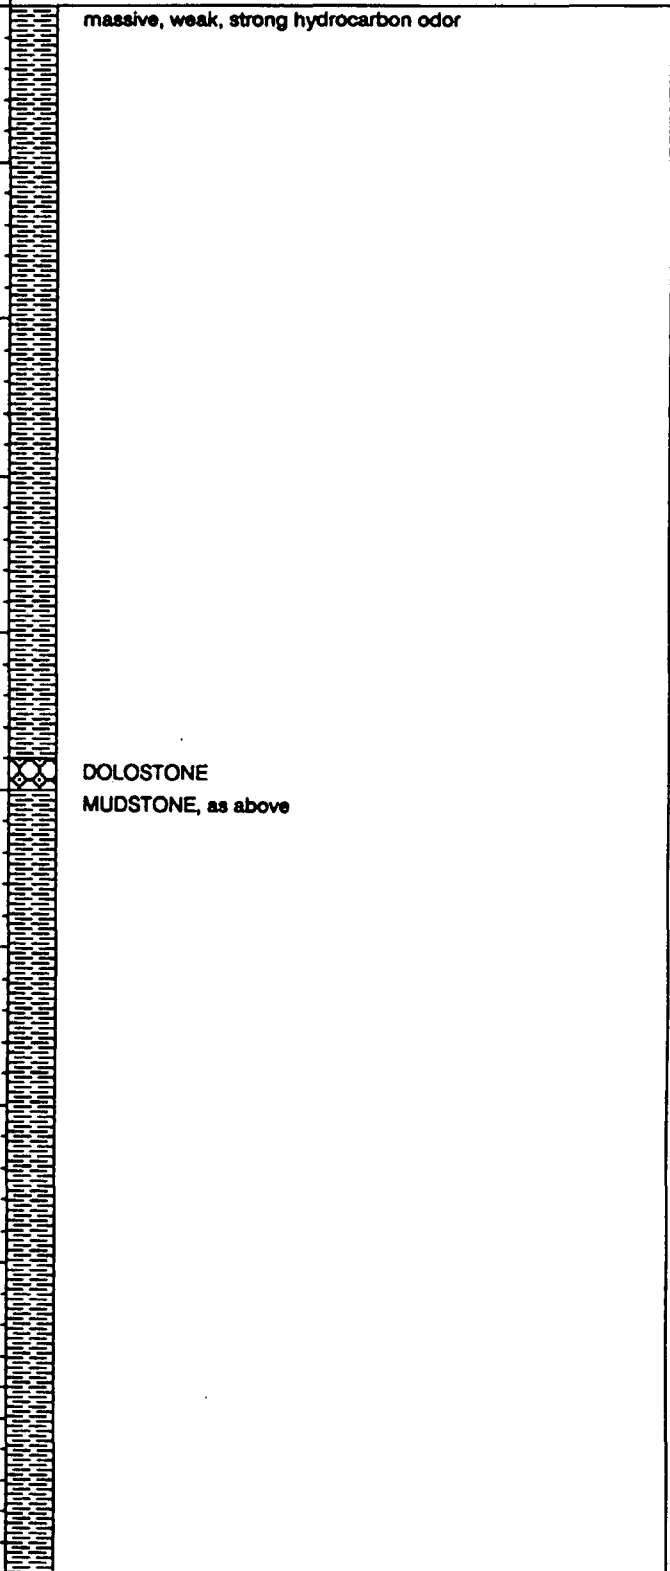 massive, weak, strong hydrocarbon odor
DOLOSTONE
MUDSTONE, as above